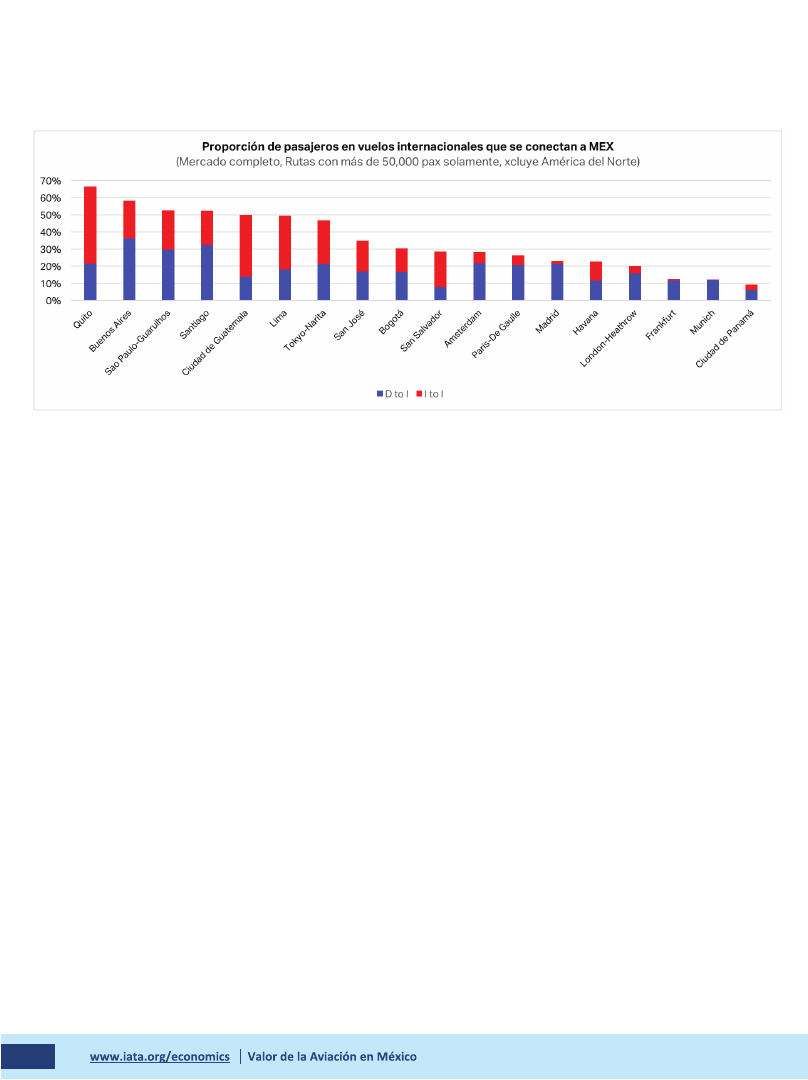 Proporción de pasajeros en vuelos internacionales que se conectan a MEX
(Mercado completo, Rutas con más de 50,000 pax solamente, xcluye América del Norte)
70%
60%
50%
40%
30%
20%
10%
0%
Quito
Buenos Aires
Sao Paulo-Guarulhos
Santiago
Ciudad de Guatemala
Lima
Tokyo-Narita
San José
Bogotá
San Salvador
Amsterdam
Paris-De Gaulle
Madrid
Havana
London-Heathrow
Frankfurt
Munich
Ciudad de Panamá
D to I I to I
www.iata.org/economics | Valor de la Aviación en México